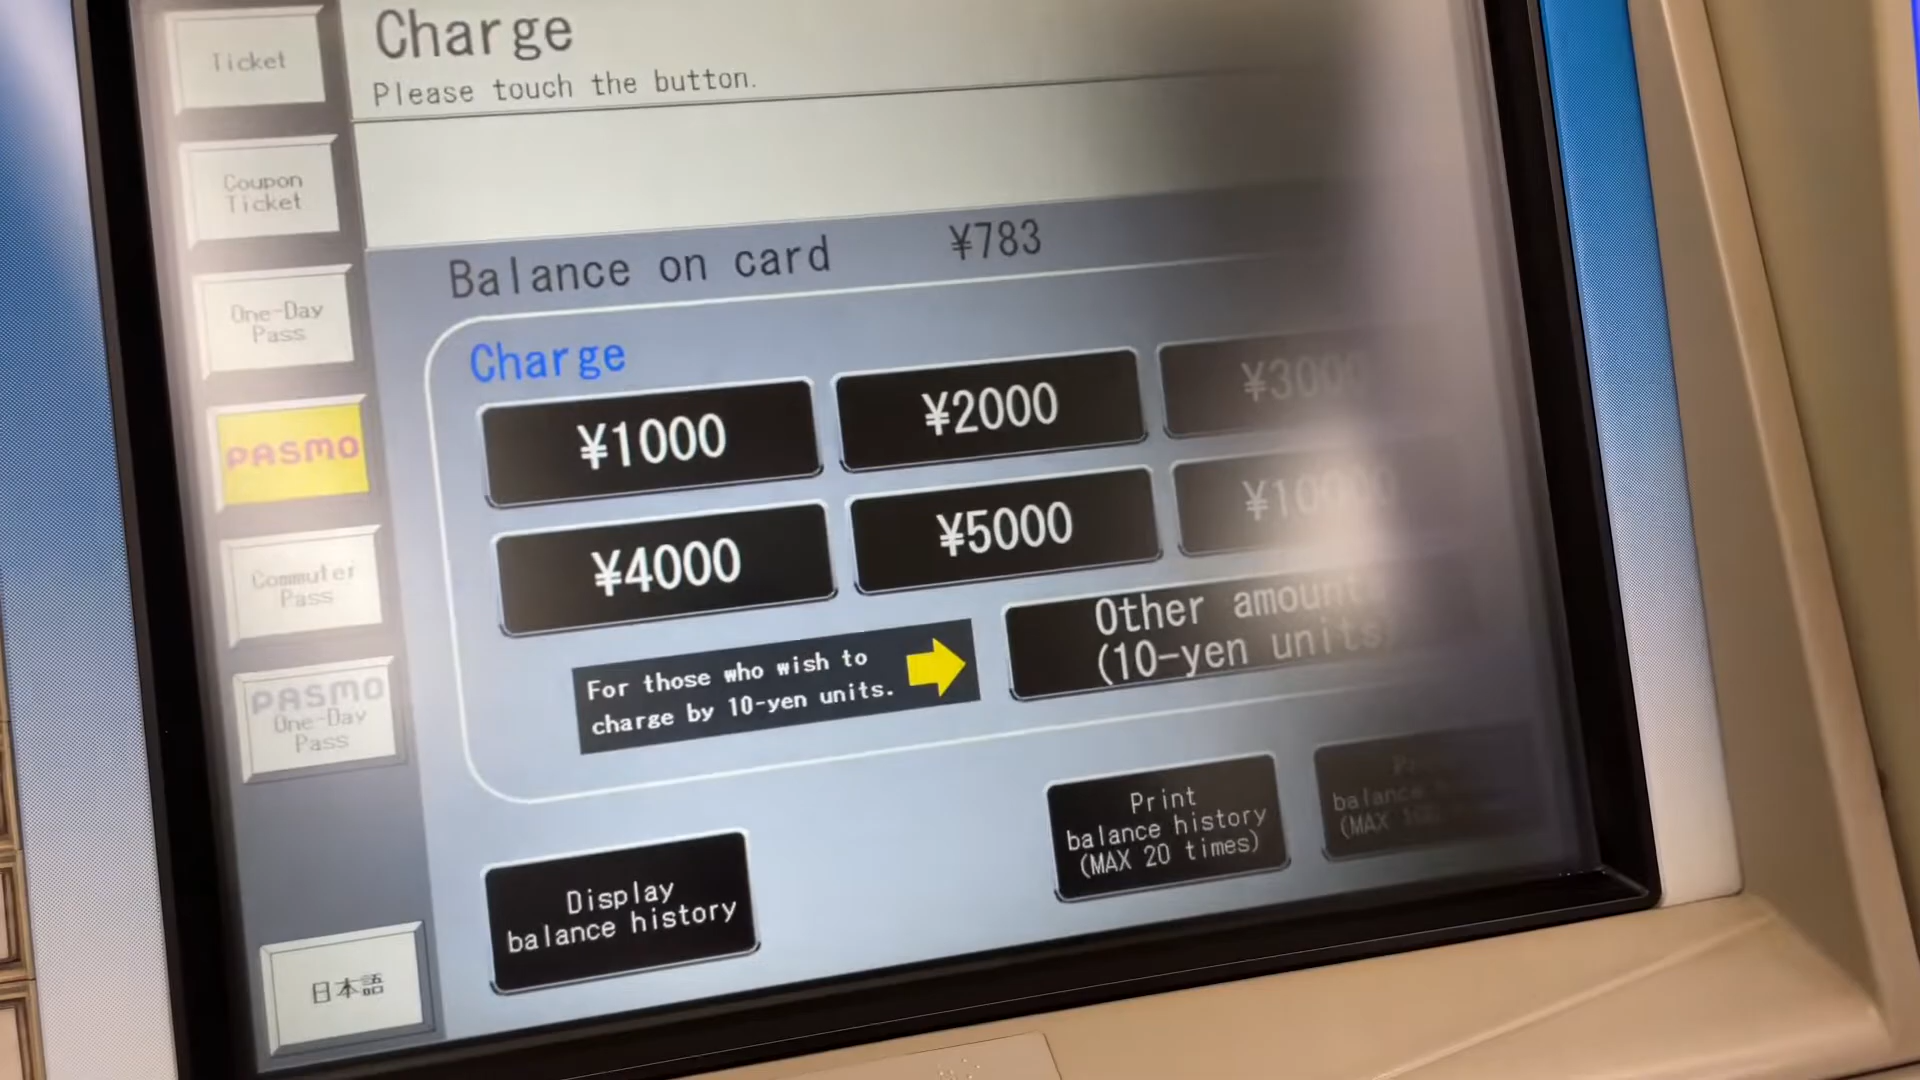 Charge
Please touch the button.
Ticket
Coupon
Ticket
One-Day
Pass
PASMO
Commuter
Pass
PASMO
One-Day
Pass
日本語
Balance on card ¥783
Charge
¥1000 ¥2000 ¥3000
¥4000 ¥5000 ¥10000
For those who wish to
charge by 10-yen units.
Other amount
(10-yen units)
Display
balance history
Print
balance history
(MAX 20 times)
balance
(MAX